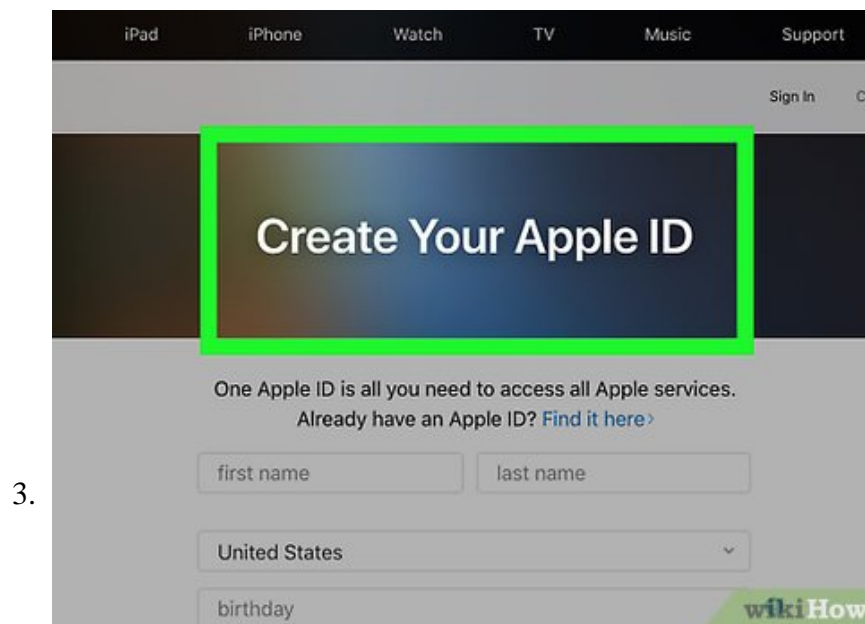 iPad iPhone Watch TV Music Support
Sign In
Create Your Apple ID
One Apple ID is all you need to access all Apple services.
Already have an Apple ID? Find it here>
first name last name
3.
United States
birthday
wikiHow